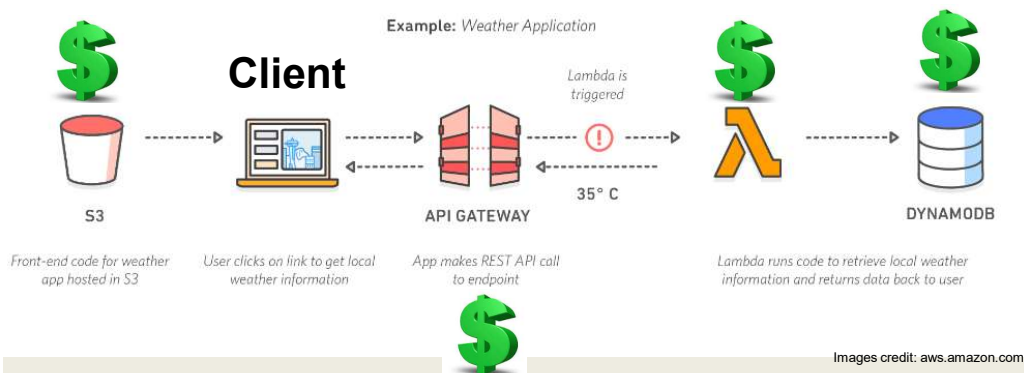 Example: Weather Application
Client
Lambda is
triggered
35° C
S3
API GATEWAY
DYNAMODB
Front-end code for weather
app hosted in S3
User clicks on link to get local
weather information
App makes REST API call
to endpoint
Lambda runs code to retrieve local weather
information and returns data back to user
Images credit: aws.amazon.com